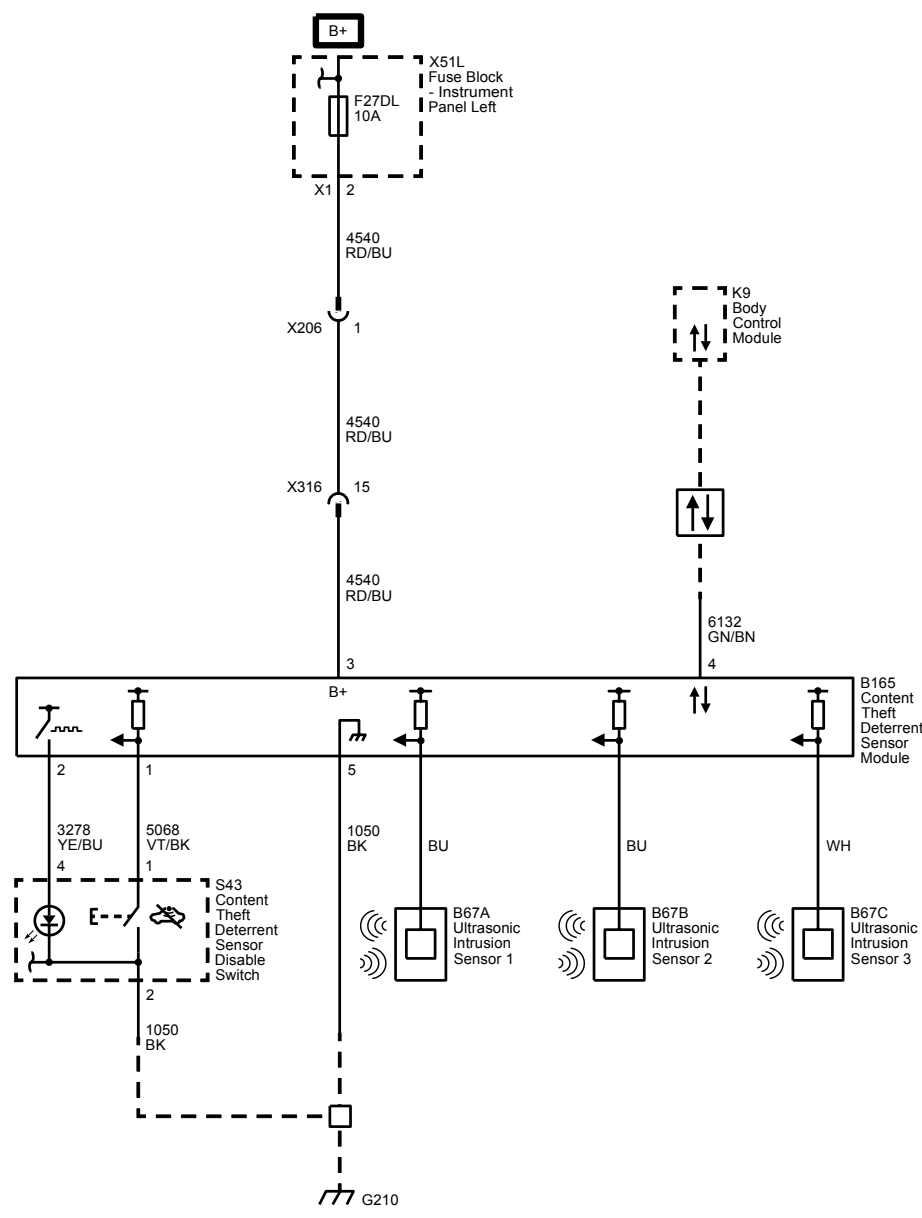 B+
X51L
Fuse Block
- Instrument
Panel Left
F27DL
10A
X1
2
4540
RD/BU
K9
Body
Control
Module
X206
1
4540
RD/BU
X316
15
4540
RD/BU
6132
GN/BN
3
4
B+
B165
Content
Theft
Deterrent
Sensor
Module
2
1
5
3278
YE/BU
5068
VT/BK
1050
BK
BU
BU
WH
4
1
S43
Content
Theft
Deterrent
Sensor
Disable
Switch
B67A
Ultrasonic
Intrusion
Sensor 1
B67B
Ultrasonic
Intrusion
Sensor 2
B67C
Ultrasonic
Intrusion
Sensor 3
2
1050
BK
G210